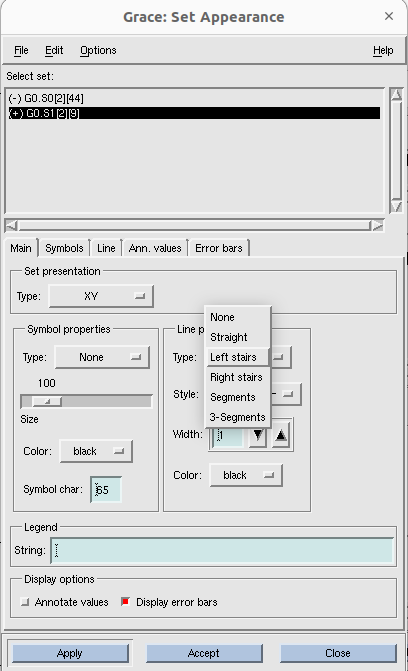 Grace: Set Appearance
File Edit Options Help
Select set:
(-) G0.S0[2][44]
(+) G0.S1[2][9]
Main Symbols Line Ann. values Error bars
Set presentation
Type: XY
Symbol properties
Type: None
100
Size
Color: black
Symbol char: 65
Line p
Type:
Style:
Width: 1
Color: black
None
Straight
Left stairs
Right stairs
Segments
3-Segments
Legend
String:
Display options
Annotate values Display error bars
Apply Accept Close